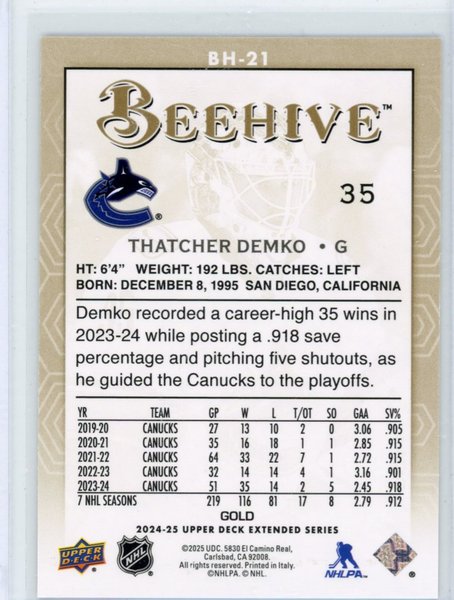 BH-21
BEEHIVE™
35
THATCHER DEMKO • G
HT: 6'4" WEIGHT: 192 LBS. CATCHES: LEFT
BORN: DECEMBER 8, 1995 SAN DIEGO, CALIFORNIA
Demko recorded a career-high 35 wins in
2023-24 while posting a .918 save
percentage and pitching five shutouts, as
he guided the Canucks to the playoffs.
YR TEAM GP W L T/OT SO GAA SV%
2019-20 CANUCKS 27 13 10 2 0 3.06 .905
2020-21 CANUCKS 35 16 18 1 1 2.85 .915
2021-22 CANUCKS 64 33 22 7 1 2.72 .915
2022-23 CANUCKS 32 14 14 4 1 3.16 .901
2023-24 CANUCKS 51 35 14 2 5 2.45 .918
7 NHL SEASONS 219 116 81 17 8 2.79 .912
GOLD
2024-25 UPPER DECK EXTENDED SERIES
UPPER DECK
NHL
©2025 UDC. 5830 El Camino Real,
Carlsbad, CA 92008.
All rights reserved. Printed in Italy.
©NHLPA. © NHL.
NHLPA